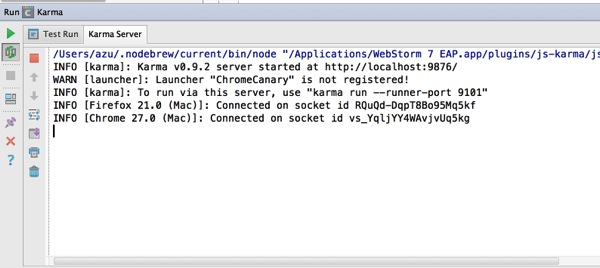 Run Karma
Test Run Karma Server
/Users/azu/.nodebrew/current/bin/node "/Applications/WebStorm 7 EAP.app/plugins/js-karma/js
INFO [karma]: Karma v0.9.2 server started at http://localhost:9876/
WARN [launcher]: Launcher "ChromeCanary" is not registered!
INFO [karma]: To run via this server, use "karma run --runner-port 9101"
INFO [Firefox 21.0 (Mac)]: Connected on socket id RQuQd-DqpT8Bo95Mq5kf
INFO [Chrome 27.0 (Mac)]: Connected on socket id vs_YqljYY4WAvjvUq5kg